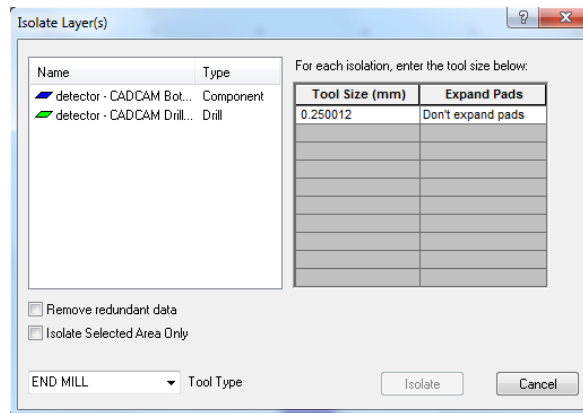 Isolate Layer(s)
Name Type
detector - CADCAM Bot... Component
detector - CADCAM Drill... Drill
For each isolation, enter the tool size below:
Tool Size (mm) Expand Pads
0.250012 Don't expand pads
Remove redundant data
Isolate Selected Area Only
END MILL Tool Type
Isolate Cancel